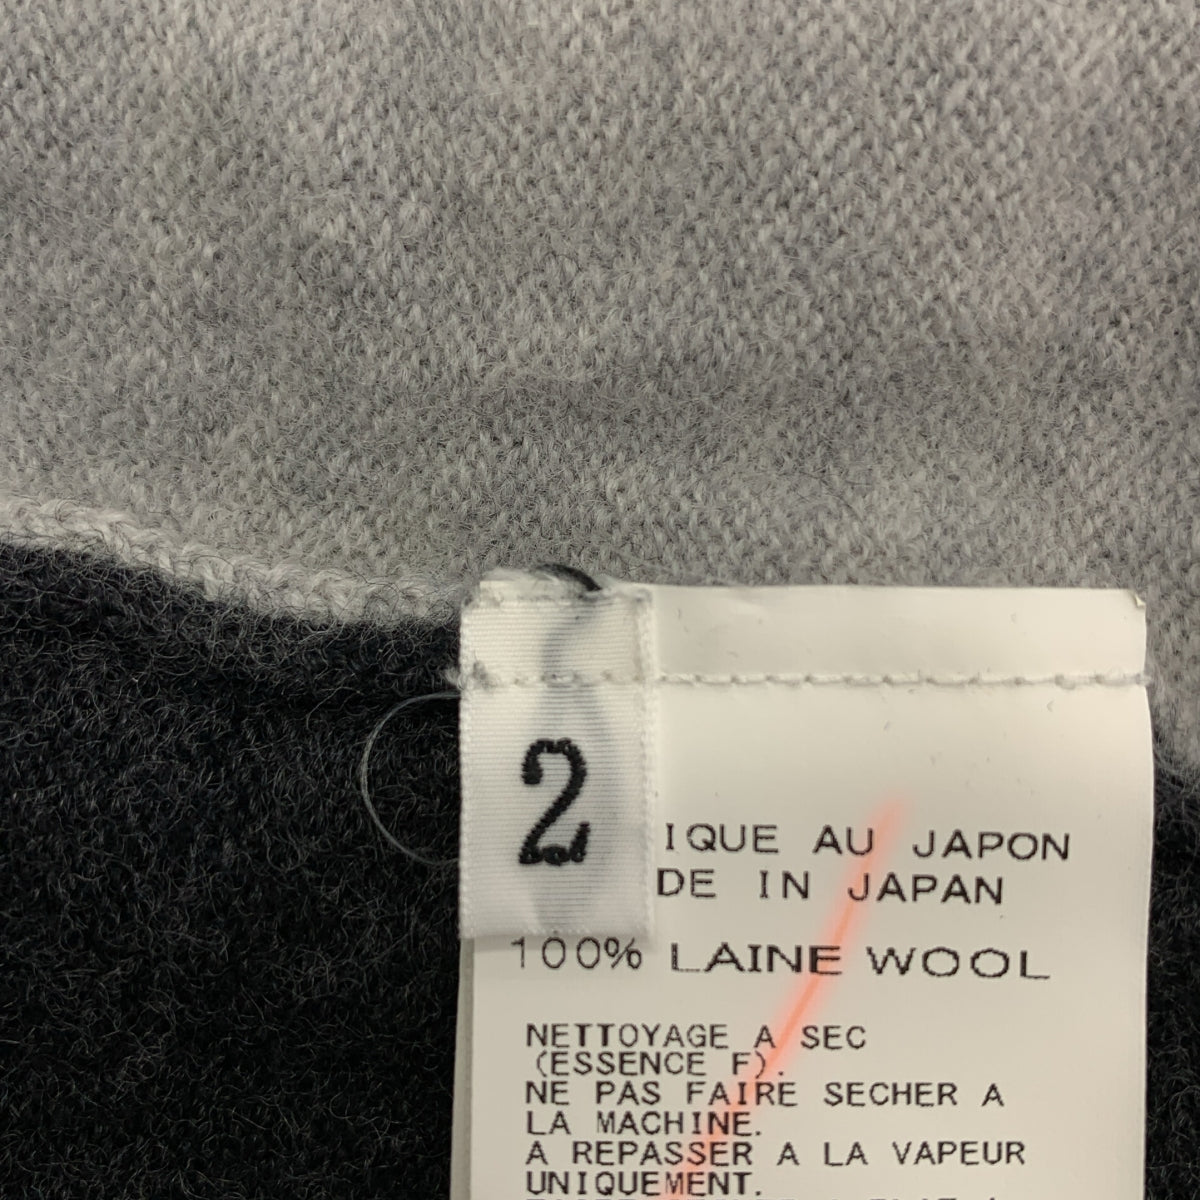 2
IQUE AU JAPON
DE IN JAPAN
100% LAINE WOOL
NETTOYAGE A SEC
(ESSENCE F).
NE PAS FAIRE SECHER A
LA MACHINE.
A REPASSER A LA VAPEUR
UNIQUEMENT.